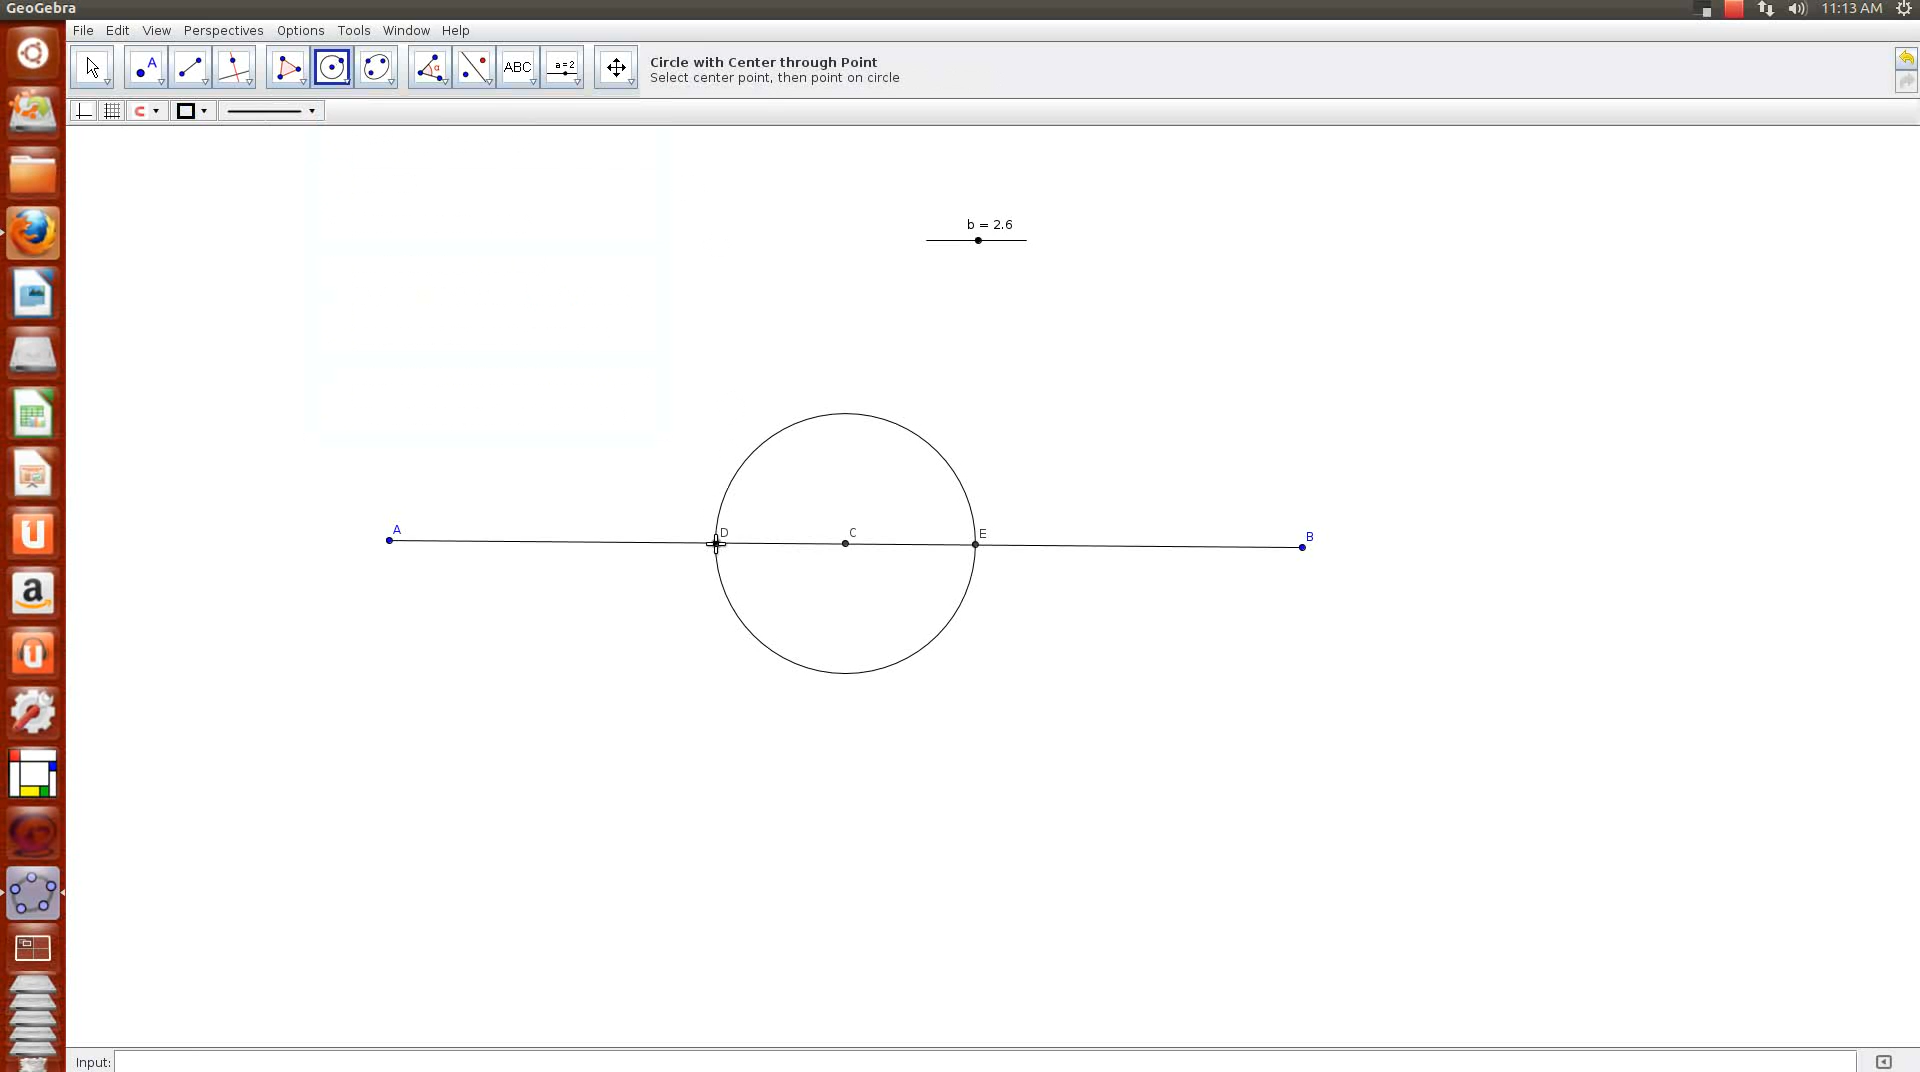 GeoGebra
11:13 AM
File Edit View Perspectives Options Tools Window Help
A
α
ABC
a = 2
Circle with Center through Point
Select center point, then point on circle
b = 2.6
A
D
C
E
B
Input: